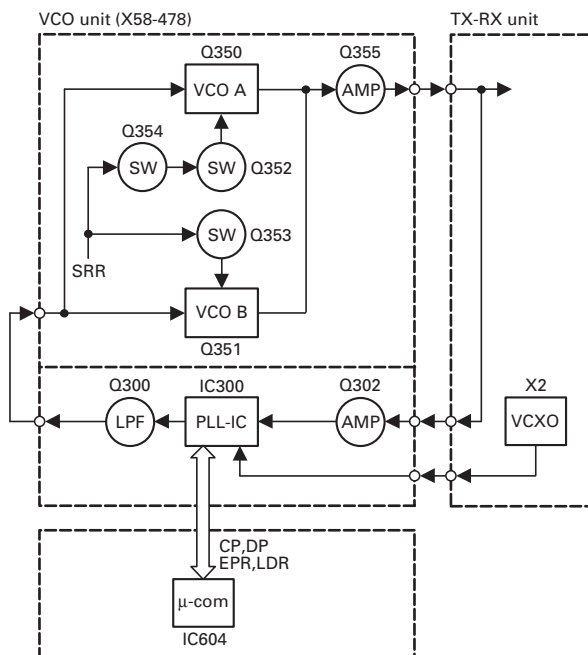 VCO unit (X58-478)
TX-RX unit
Q350
VCO A
Q355
AMP
Q354
SW
SW
Q352
SW
Q353
SRR
VCO B
Q351
Q300
LPF
IC300
PLL-IC
Q302
AMP
X2
VCXO
CP,DP
EPR,LDR
μ-com
IC604